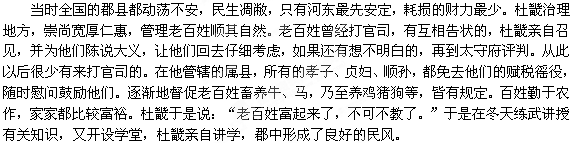 当时全国的郡县都动荡不安，民生凋敝，只有河东最先安定，耗损的财力最少。杜畿治理
地方，崇尚宽厚仁惠，管理老百姓顺其自然。老百姓曾经打官司，有互相告状的，杜畿亲自召
见，并为他们陈说大义，让他们回去仔细考虑，如果还有想不明白的，再到太守府评判。从此
以后很少有来打官司的。在他管辖的属县，所有的孝子、贞妇、顺孙，都免去他们的赋税徭役，
随时慰问鼓励他们。逐渐地督促老百姓畜养牛、马，乃至养鸡猪狗等，皆有规定。百姓勤于农
作，家家都比较富裕。杜畿于是说：“老百姓富起来了，不可不教了。”于是在冬天练武讲授
有关知识，又开设学堂，杜畿亲自讲学，郡中形成了良好的民风。